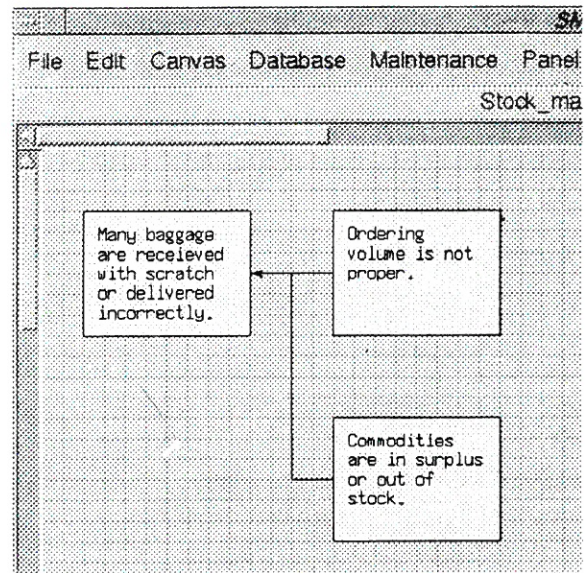 File Edit Canvas Database Maintenance Panel
Stock_ma
Many baggage
are receieved
with scratch
or delivered
incorrectly.
Ordering
volume is not
proper.
Commodities
are in surplus
or out of
stock.